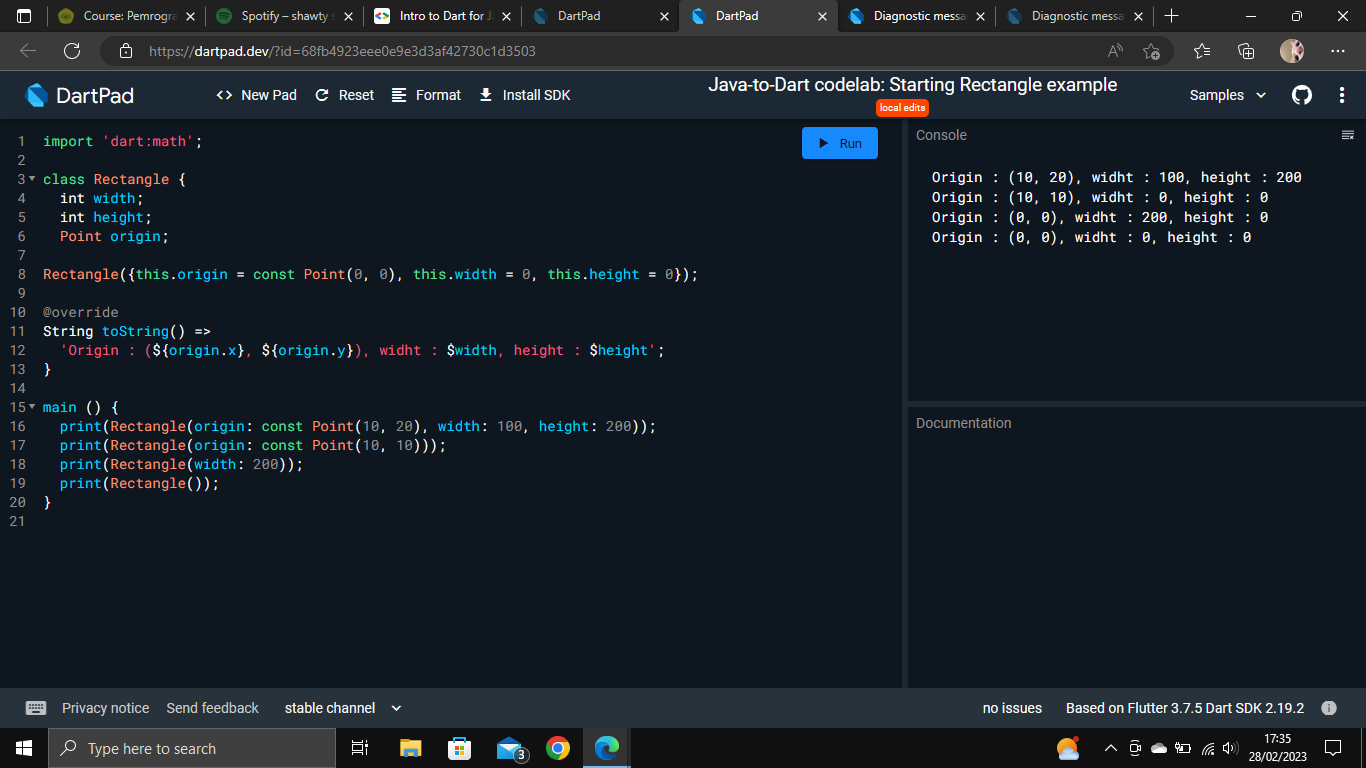 Course: Pemrogra
Spotify – shawty s
Intro to Dart for J
DartPad
DartPad
Diagnostic messa
Diagnostic messa
https://dartpad.dev/?id=68fb4923eee0e9e3d3af42730c1d3503
DartPad
<> New Pad
Reset
Format
Install SDK
Java-to-Dart codelab: Starting Rectangle example
local edits
Samples
Run
1 import 'dart:math';
2
3 class Rectangle {
4 int width;
5 int height;
6 Point origin;
7
8 Rectangle({this.origin = const Point(0, 0), this.width = 0, this.height = 0});
9
10 @override
11 String toString() =>
12 'Origin : (${origin.x}, ${origin.y}), widht : $width, height : $height';
13 }
14
15 main () {
16 print(Rectangle(origin: const Point(10, 20), width: 100, height: 200));
17 print(Rectangle(origin: const Point(10, 10)));
18 print(Rectangle(width: 200));
19 print(Rectangle());
20 }
21
Console
Origin : (10, 20), widht : 100, height : 200
Origin : (10, 10), widht : 0, height : 0
Origin : (0, 0), widht : 200, height : 0
Origin : (0, 0), widht : 0, height : 0
Documentation
Privacy notice
Send feedback
stable channel
no issues
Based on Flutter 3.7.5 Dart SDK 2.19.2
Type here to search
3
17:35
28/02/2023